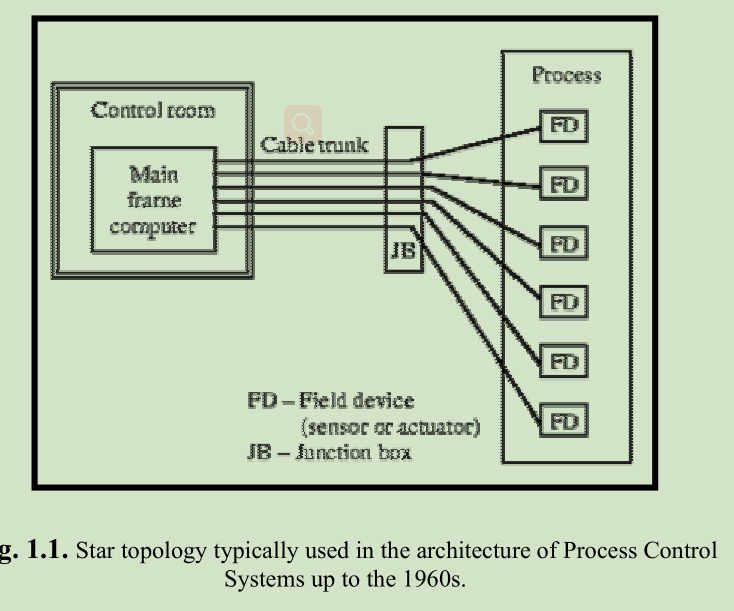 Process
Control room
FD
Cable trunk
Main
frame
computer
FD
FD
JB
FD
FD
FD
FD – Field device
(sensor or actuator)
JB – Junction box
g. 1.1. Star topology typically used in the architecture of Process Control
Systems up to the 1960s.